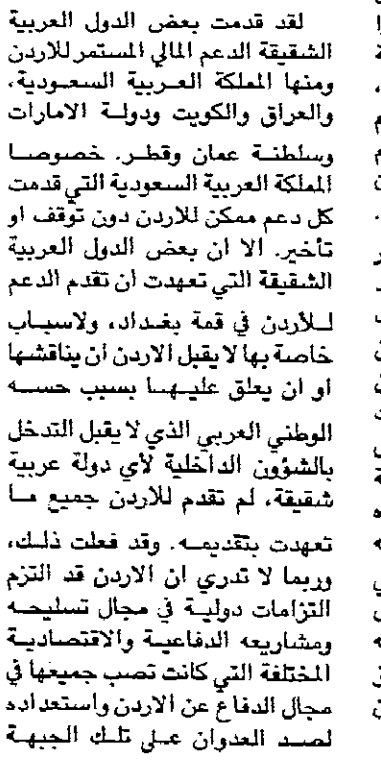 لقد قدمت بعض الدول العربية
الشقيقة الدعم المالي المستمر للاردن
ومنها المملكة العربية السعودية،
والعراق والكويت ودولة الامارات
وسلطنة عمان وقطر. خصوصا
المملكة العربية السعودية التي قدمت
كل دعم ممكن للاردن دون توقف او
تأخير. الا ان بعض الدول العربية
الشقيقة التي تعهدت ان تقدم الدعم
للأردن في قمة بغداد، ولاسباب
خاصة بها لا يقبل الاردن ان يناقشها
او ان يعلق عليها بسبب حسه
الوطني العربي الذي لا يقبل التدخل
بالشؤون الداخلية لأي دولة عربية
شقيقة، لم تقدم للاردن جميع ما
تعهدت بتقديمه. وقد فعلت ذلك،
وربما لا تدري ان الاردن قد التزم
التزامات دولية في مجال تسليحه
ومشاريعه الدفاعية والاقتصادية
المختلفة التي كانت تصب جميعها في
مجال الدفاع عن الاردن واستعداده
لصد العدوان على تلك الجبهة